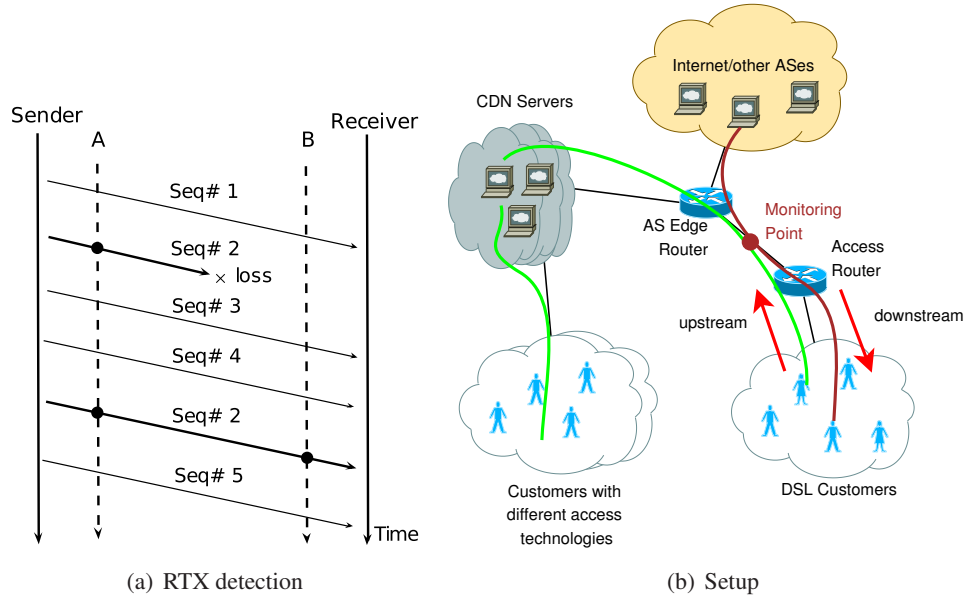 Sender
A
B
Receiver
Seq# 1
Seq# 2
× loss
Seq# 3
Seq# 4
Seq# 2
Seq# 5
Time
(a) RTX detection
Internet/other ASes
CDN Servers
AS Edge
Router
Monitoring
Point
Access
Router
upstream
downstream
Customers with
different access
technologies
DSL Customers
(b) Setup